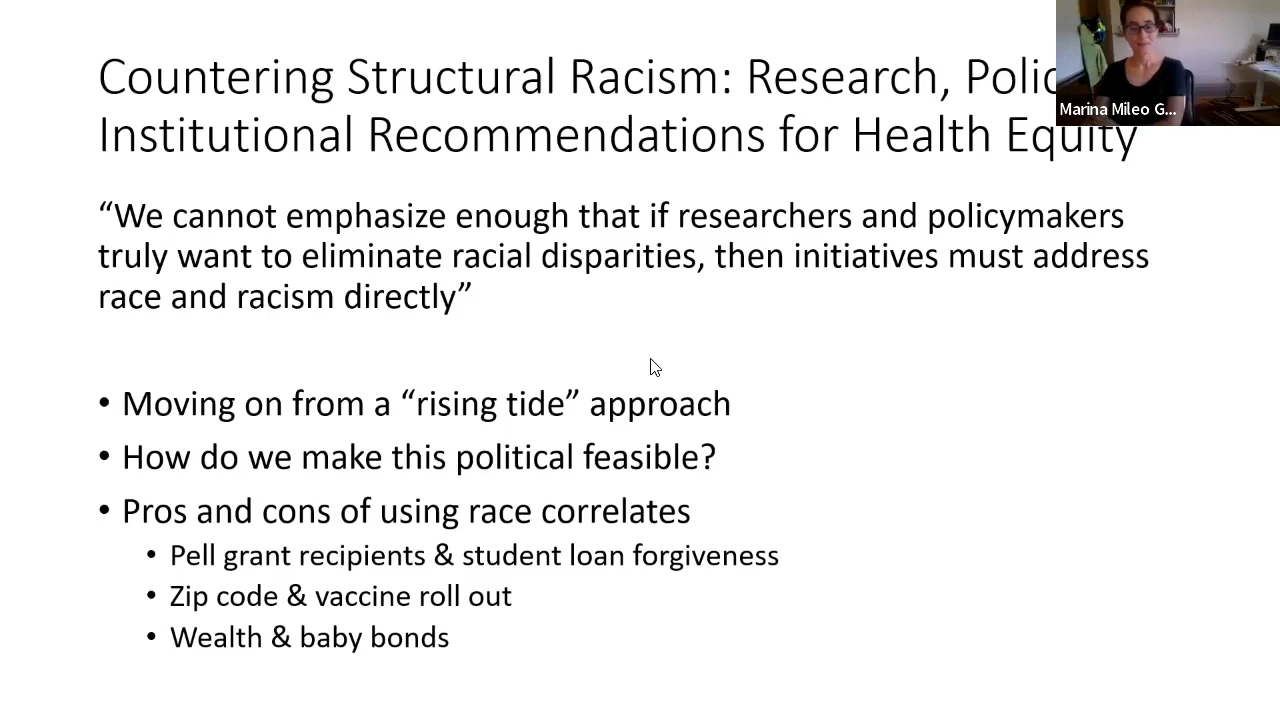 Countering Structural Racism: Research, Polic
Institutional Recommendations for Health Equity
Marina Mileo G...
“We cannot emphasize enough that if researchers and policymakers
truly want to eliminate racial disparities, then initiatives must address
race and racism directly”
• Moving on from a “rising tide” approach
• How do we make this political feasible?
• Pros and cons of using race correlates
• Pell grant recipients & student loan forgiveness
• Zip code & vaccine roll out
• Wealth & baby bonds